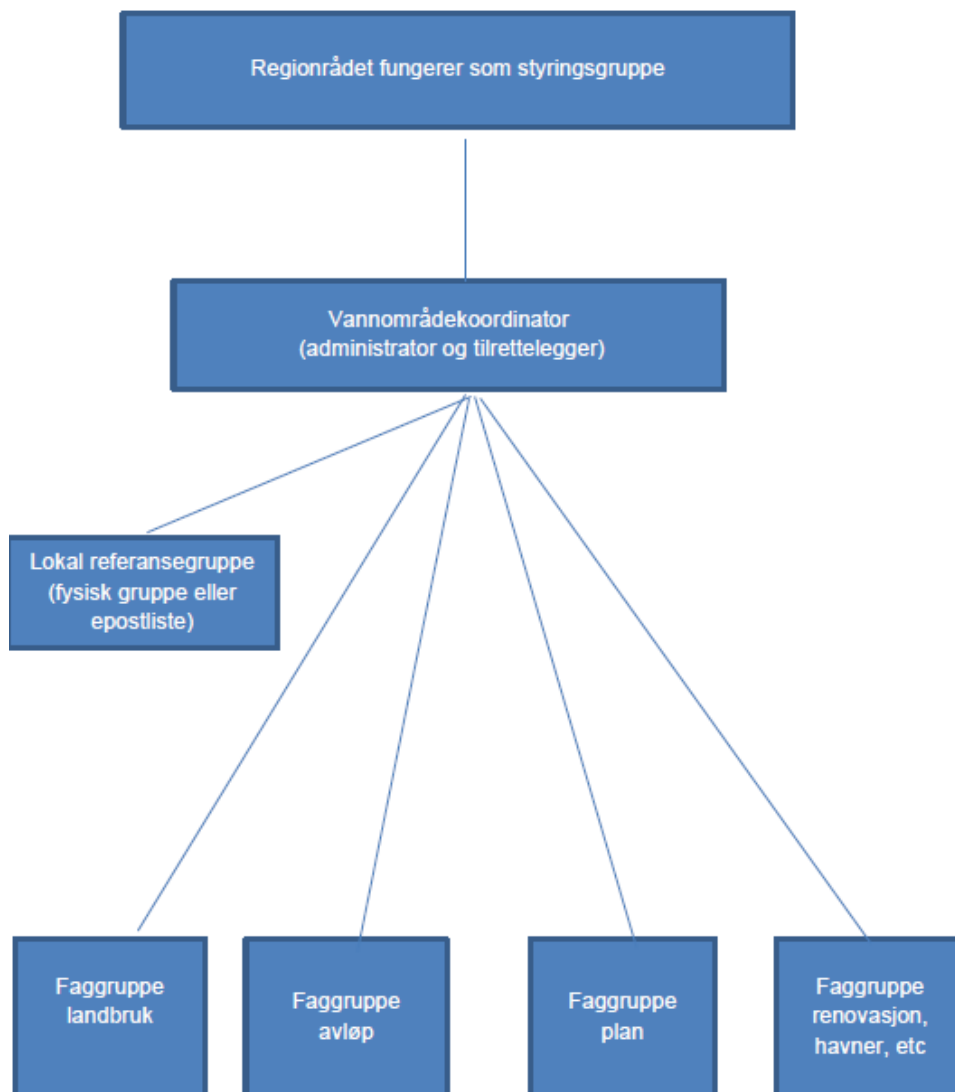 Regionrådet fungerer som styringsgruppe
Vannområdekoordinator
(administrator og tilrettelegger)
Lokal referansegruppe
(fysisk gruppe eller
epostliste)
Faggruppe
landbruk
Faggruppe
avløp
Faggruppe
plan
Faggruppe
renovasjon,
havner, etc